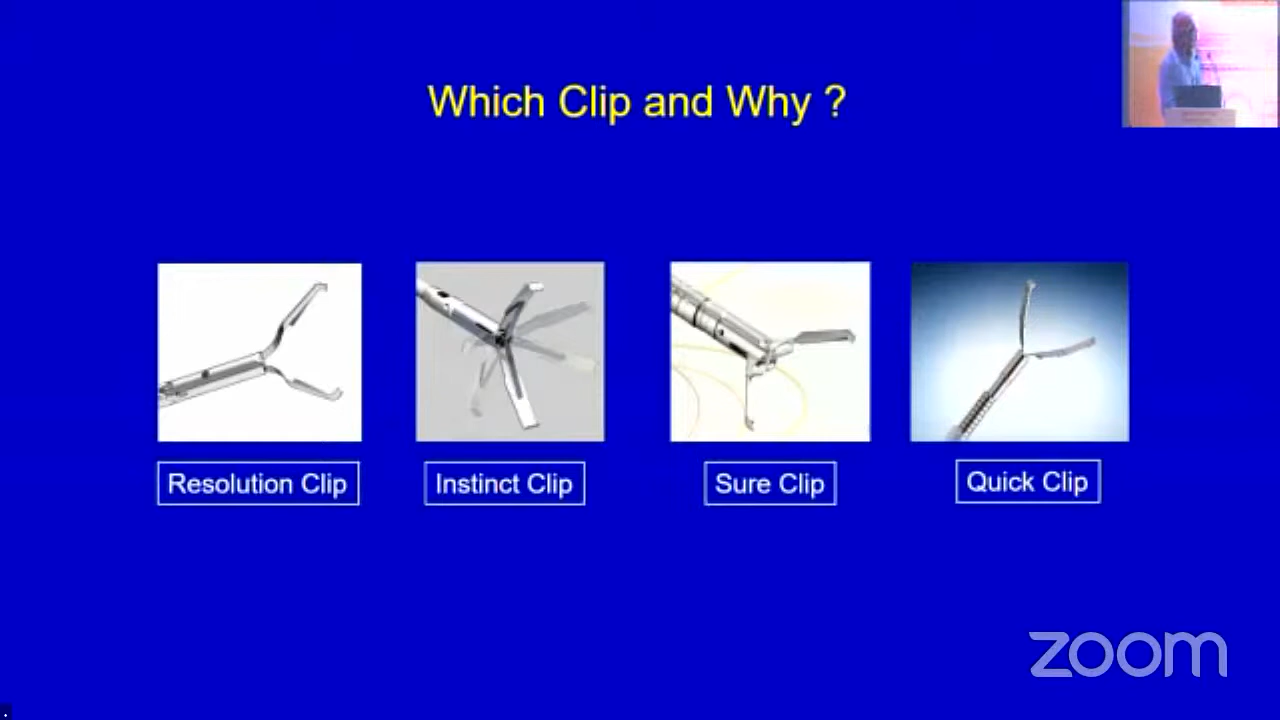 Which Clip and Why ?
Resolution Clip
Instinct Clip
Sure Clip
Quick Clip
zoom